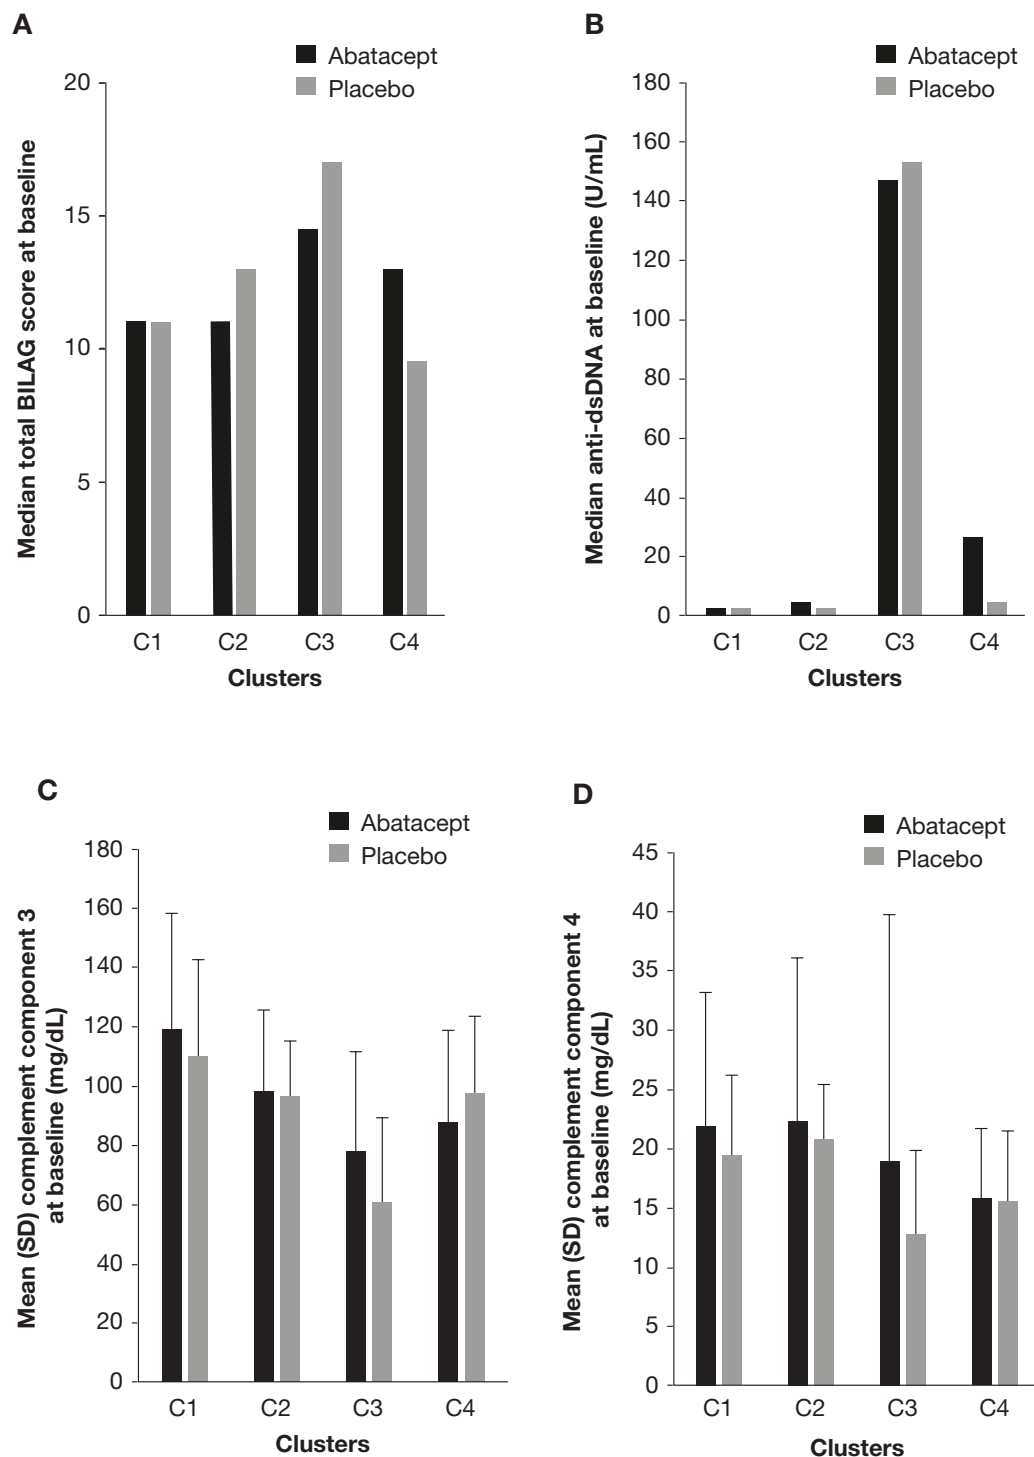 A
Abatacept
Placebo
Median total BILAG score at baseline
20
15
10
5
0
C1 C2 C3 C4
Clusters
B
Abatacept
Placebo
Median anti-dsDNA at baseline (U/mL)
180
160
140
120
100
80
60
40
20
0
C1 C2 C3 C4
Clusters
C
Abatacept
Placebo
Mean (SD) complement component 3
at baseline (mg/dL)
180
160
140
120
100
80
60
40
20
0
C1 C2 C3 C4
Clusters
D
Abatacept
Placebo
Mean (SD) complement component 4
at baseline (mg/dL)
45
40
35
30
25
20
15
10
5
0
C1 C2 C3 C4
Clusters